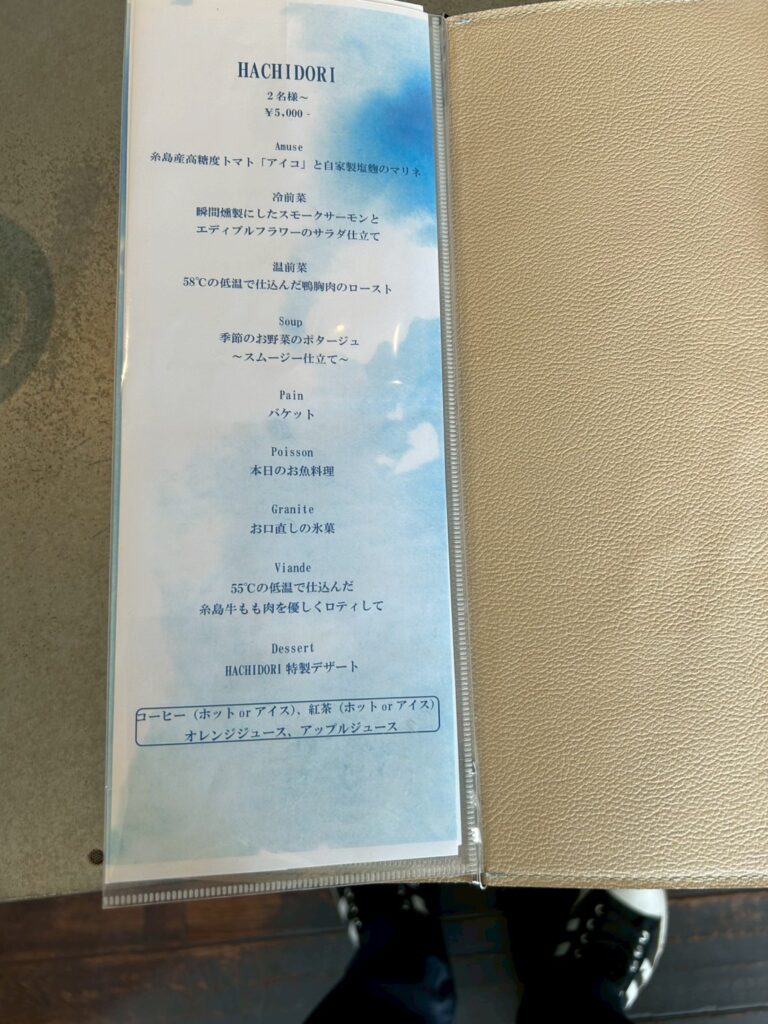 HACHIDORI
2名様~
¥5,000-
Amuse
糸島産高糖度トマト「アイコ」と自家製塩麹のマリネ
冷前菜
瞬間燻製にしたスモークサーモンと
エディブルフラワーのサラダ仕立て
温前菜
58℃の低温で仕込んだ鴨胸肉のロースト
Soup
季節のお野菜のポタージュ
~スムージー仕立て~
Pain
バケット
Poisson
本日のお魚料理
Granite
お口直しの氷菓
Viande
55℃の低温で仕込んだ
糸島牛もも肉を優しくロティして
Dessert
HACHIDORI 特製デザート
コーヒー(ホット or アイス)、紅茶(ホット or アイス)
オレンジジュース、アップルジュース